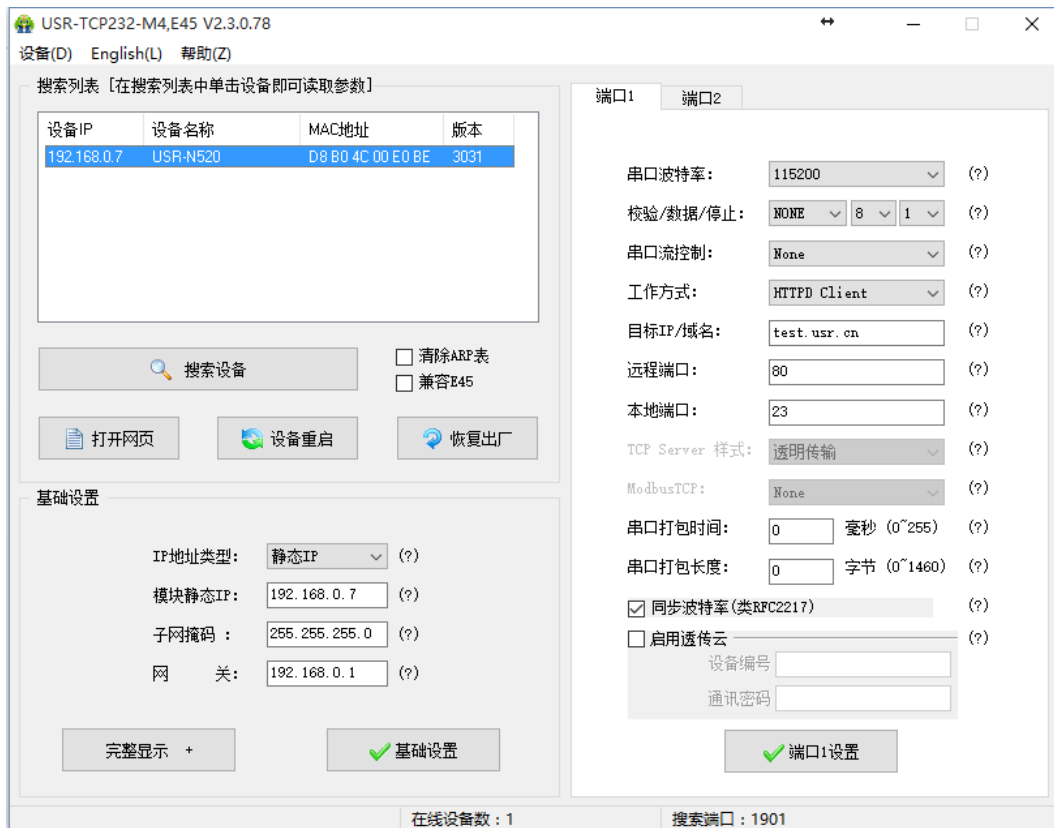 USR-TCP232-M4,E45 V2.3.0.78
设备(D) English(L) 帮助(Z)
搜索列表 [在搜索列表中单击设备即可读取参数]
设备IP 设备名称 MAC地址 版本
192.168.0.7 USR-N520 D8 B0 4C 00 E0 BE 3031
搜索设备
清除ARP表
兼容E45
打开网页 设备重启 恢复出厂
基础设置
IP地址类型: 静态IP (?)
模块静态IP: 192.168.0.7 (?)
子网掩码 : 255.255.255.0 (?)
网 关: 192.168.0.1 (?)
完整显示 + 基础设置
端口1 端口2
串口波特率: 115200 (?)
校验/数据/停止: NONE 8 1 (?)
串口流控制: None (?)
工作方式: HTTPD Client (?)
目标IP/域名: test.usr.cn (?)
远程端口: 80 (?)
本地端口: 23 (?)
TCP Server 样式: 透明传输 (?)
ModbusTCP: None (?)
串口打包时间: 0 毫秒 (0~255) (?)
串口打包长度: 0 字节 (0~1460) (?)
同步波特率(类RFC2217) (?)
启用透传云 (?)
设备编号
通讯密码
端口1设置
在线设备数：1 搜索端口：1901